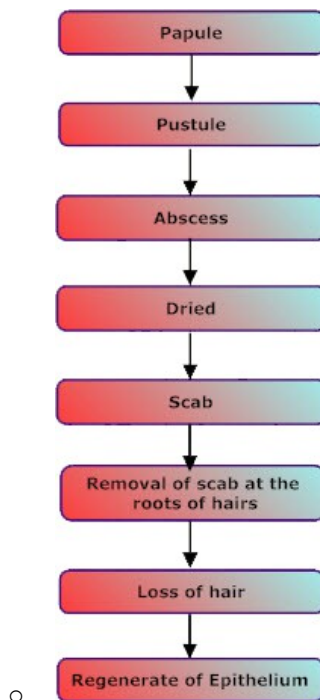 Papule
Pustule
Abscess
Dried
Scab
Removal of scab at the
roots of hairs
Loss of hair
Regenerate of Epithelium